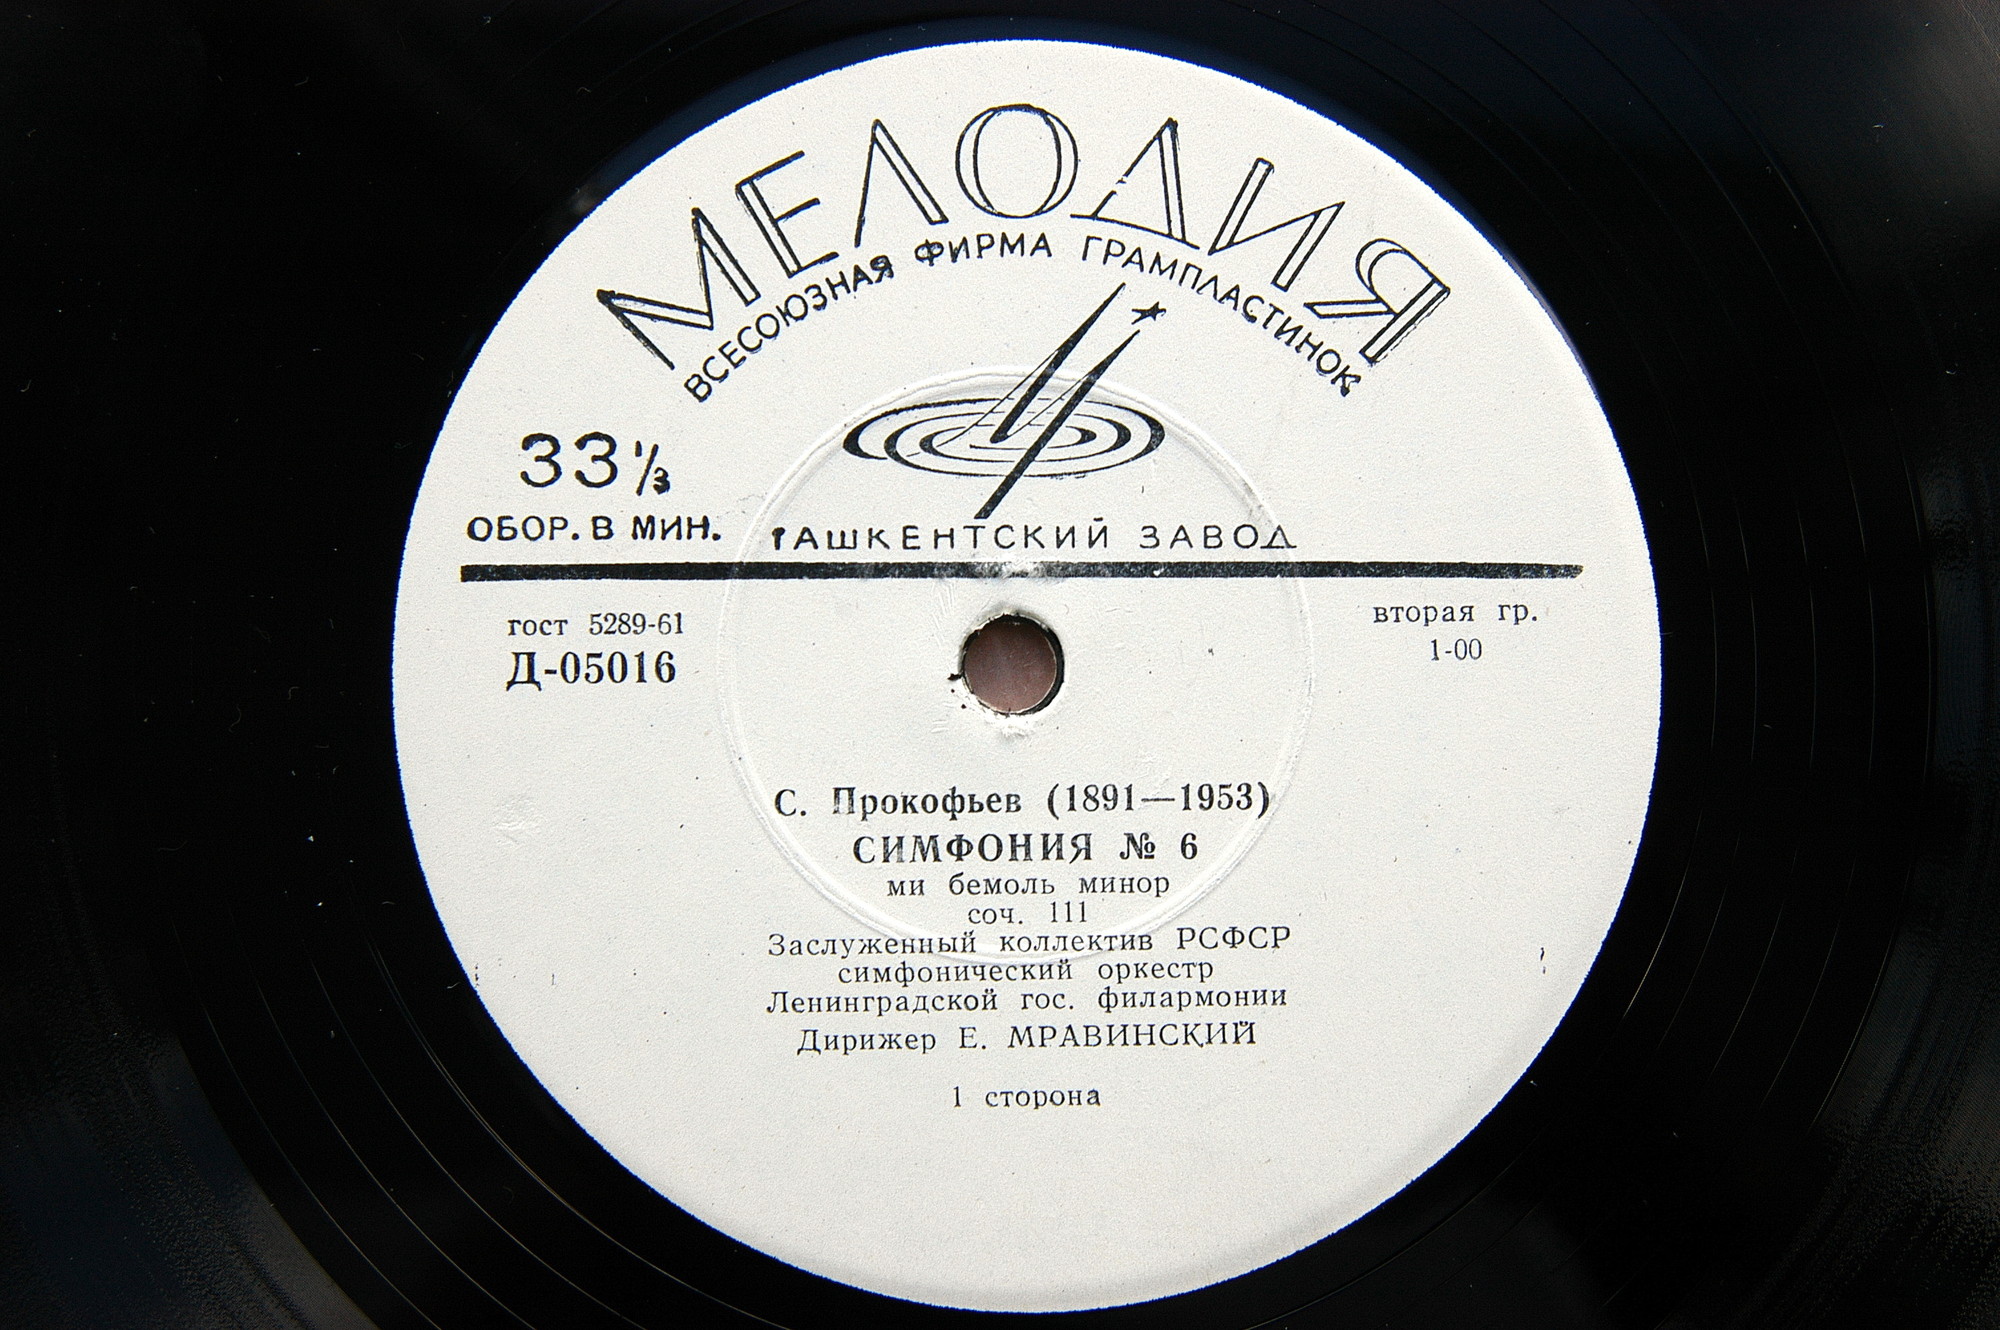 МЕЛОДИЯ
ВСЕСОЮЗНАЯ ФИРМА ГРАМПЛАСТИНОК
33 1/3
ОБОР. В МИН.
ТАШКЕНТСКИЙ ЗАВОД
гост 5289-61
Д-05016
вторая гр.
1-00
С. Прокофьев (1891—1953)
СИМФОНИЯ № 6
ми бемоль минор
соч. 111
Заслуженный коллектив РСФСР
симфонический оркестр
Ленинградской гос. филармонии
Дирижер Е. МРАВИНСКИЙ
1 сторона